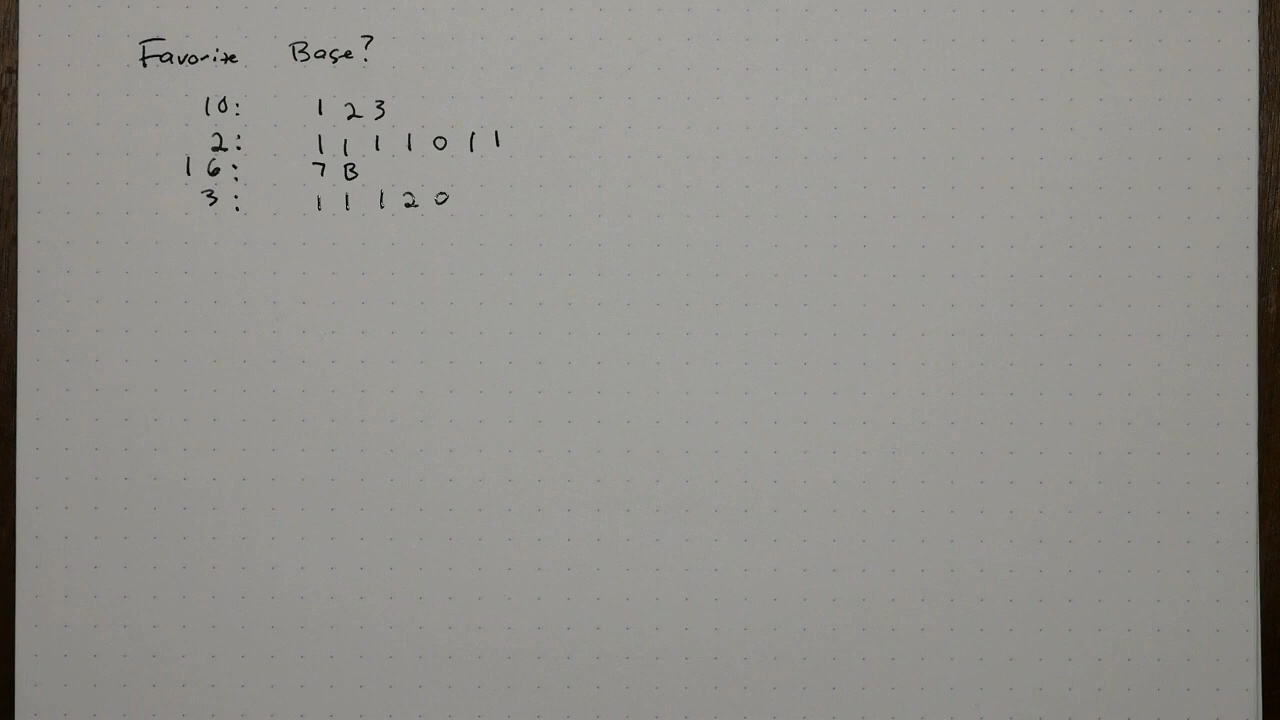 Favorite Base?
10: 1 2 3
2: 1 1 1 1 0 1 1
16: 7 B
3: 1 1 1 2 0